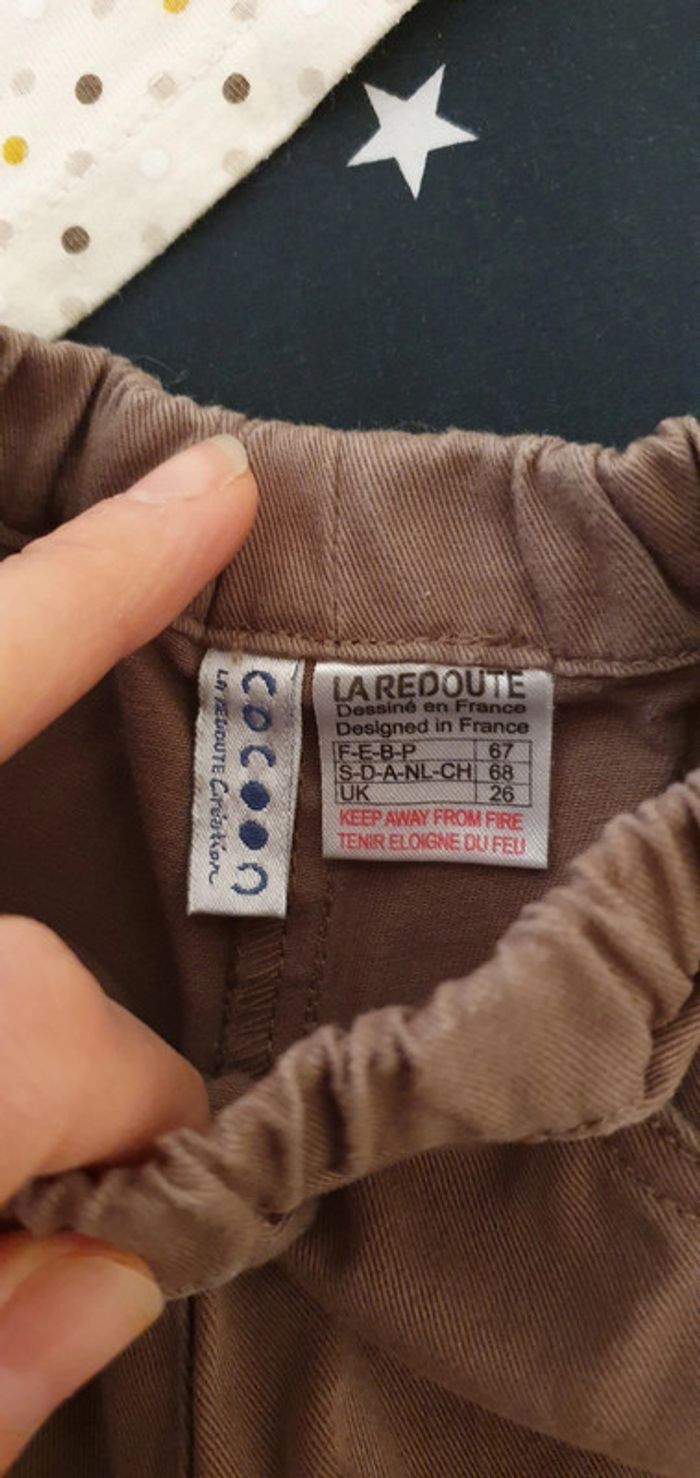 cocoon
LA REDOUTE Création
LA REDOUTE
Dessiné en France
Designed in France
F-E-B-P 67
S-D-A-NL-CH 68
UK 26
KEEP AWAY FROM FIRE
TENIR ELOIGNE DU FEU